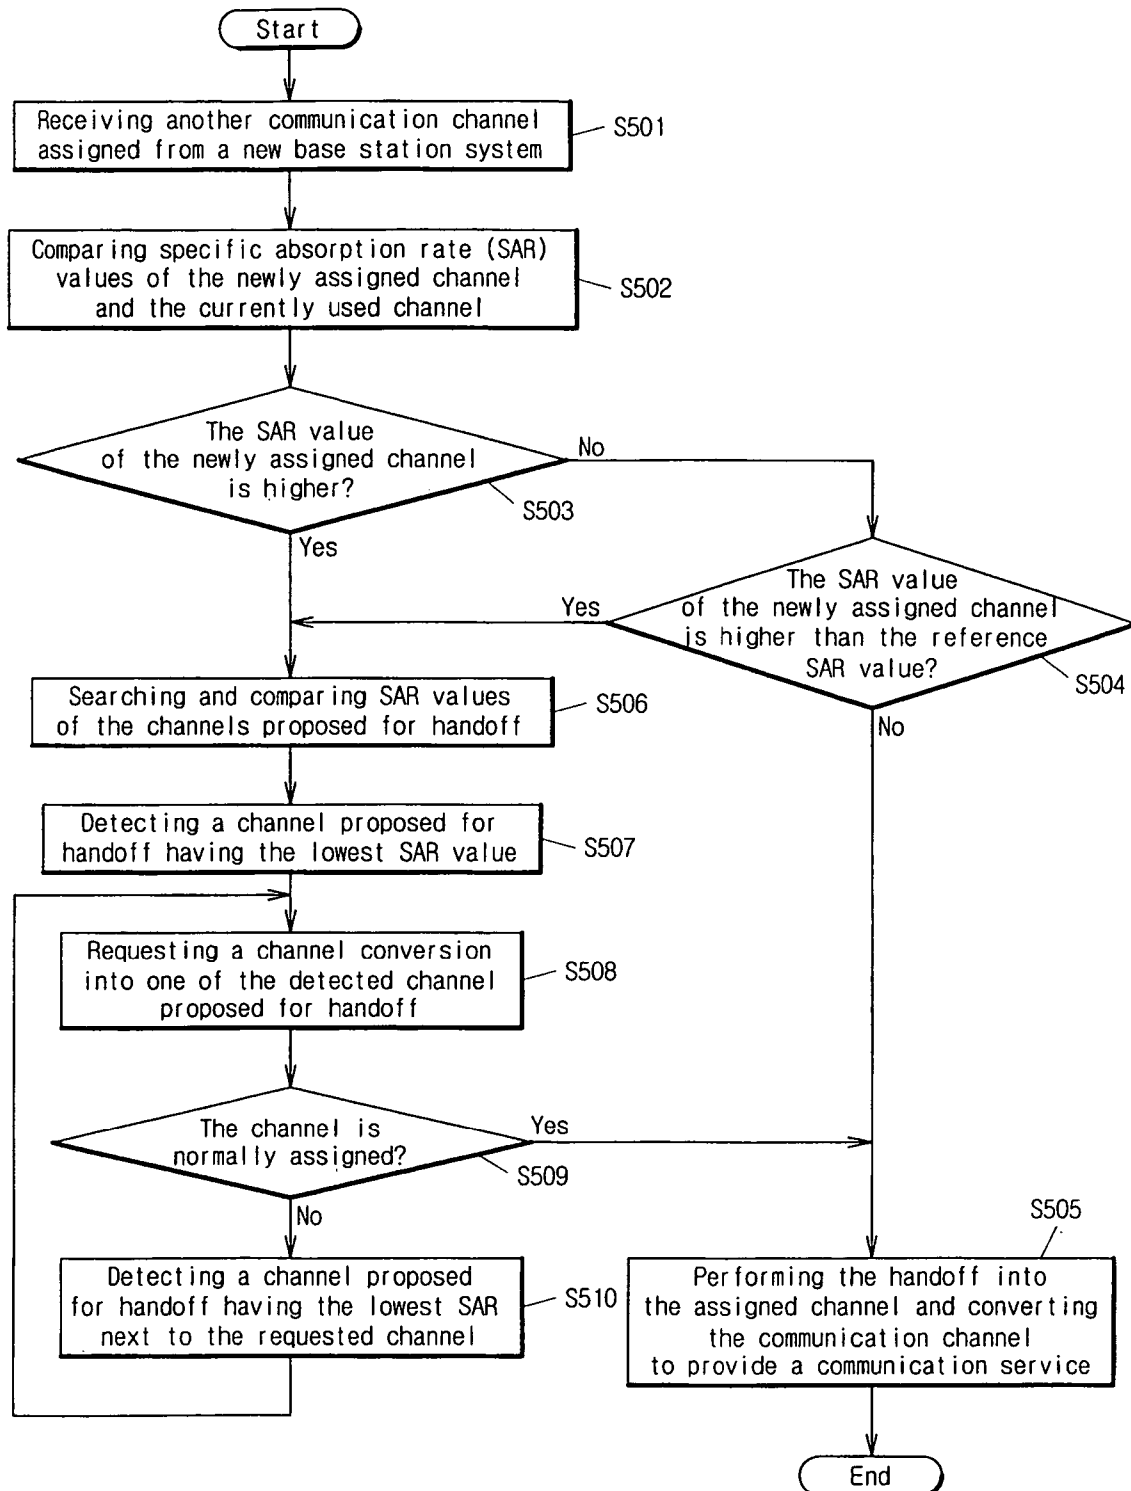 Start
Receiving another communication channel
assigned from a new base station system
S501
Comparing specific absorption rate (SAR)
values of the newly assigned channel
and the currently used channel
S502
The SAR value
of the newly assigned channel
is higher?
S503
No
Yes
The SAR value
of the newly assigned channel
is higher than the reference
SAR value?
S504
Yes
No
Searching and comparing SAR values
of the channels proposed for handoff
S506
Detecting a channel proposed for
handoff having the lowest SAR value
S507
Requesting a channel conversion
into one of the detected channel
proposed for handoff
S508
The channel is
normally assigned?
S509
Yes
No
Detecting a channel proposed
for handoff having the lowest SAR
next to the requested channel
S510
S505
Performing the handoff into
the assigned channel and converting
the communication channel
to provide a communication service
End